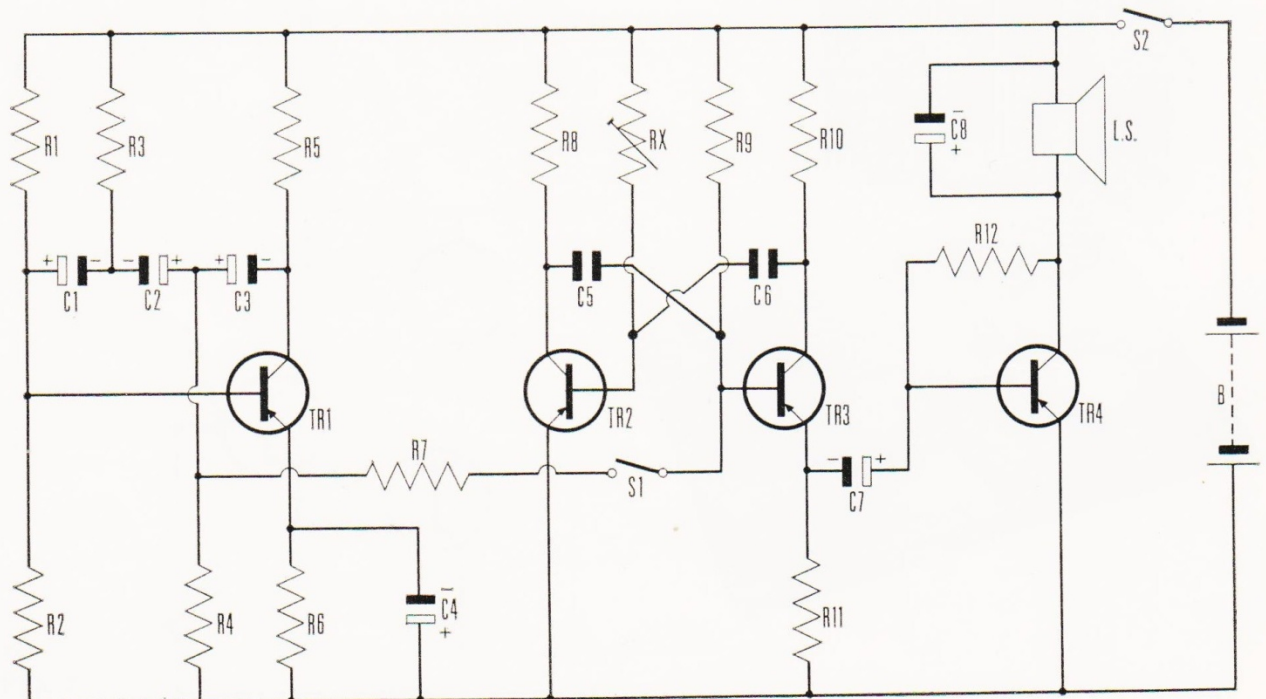 S2
R1
R3
R5
R8
RX
R9
R10
C8
- +
L.S.
R12
+ - - + + -
C1
C2
C3
C5
C6
TR1
TR2
TR3
TR4
B
R7
S1
- +
C7
R2
R4
R6
C4
- +
R11